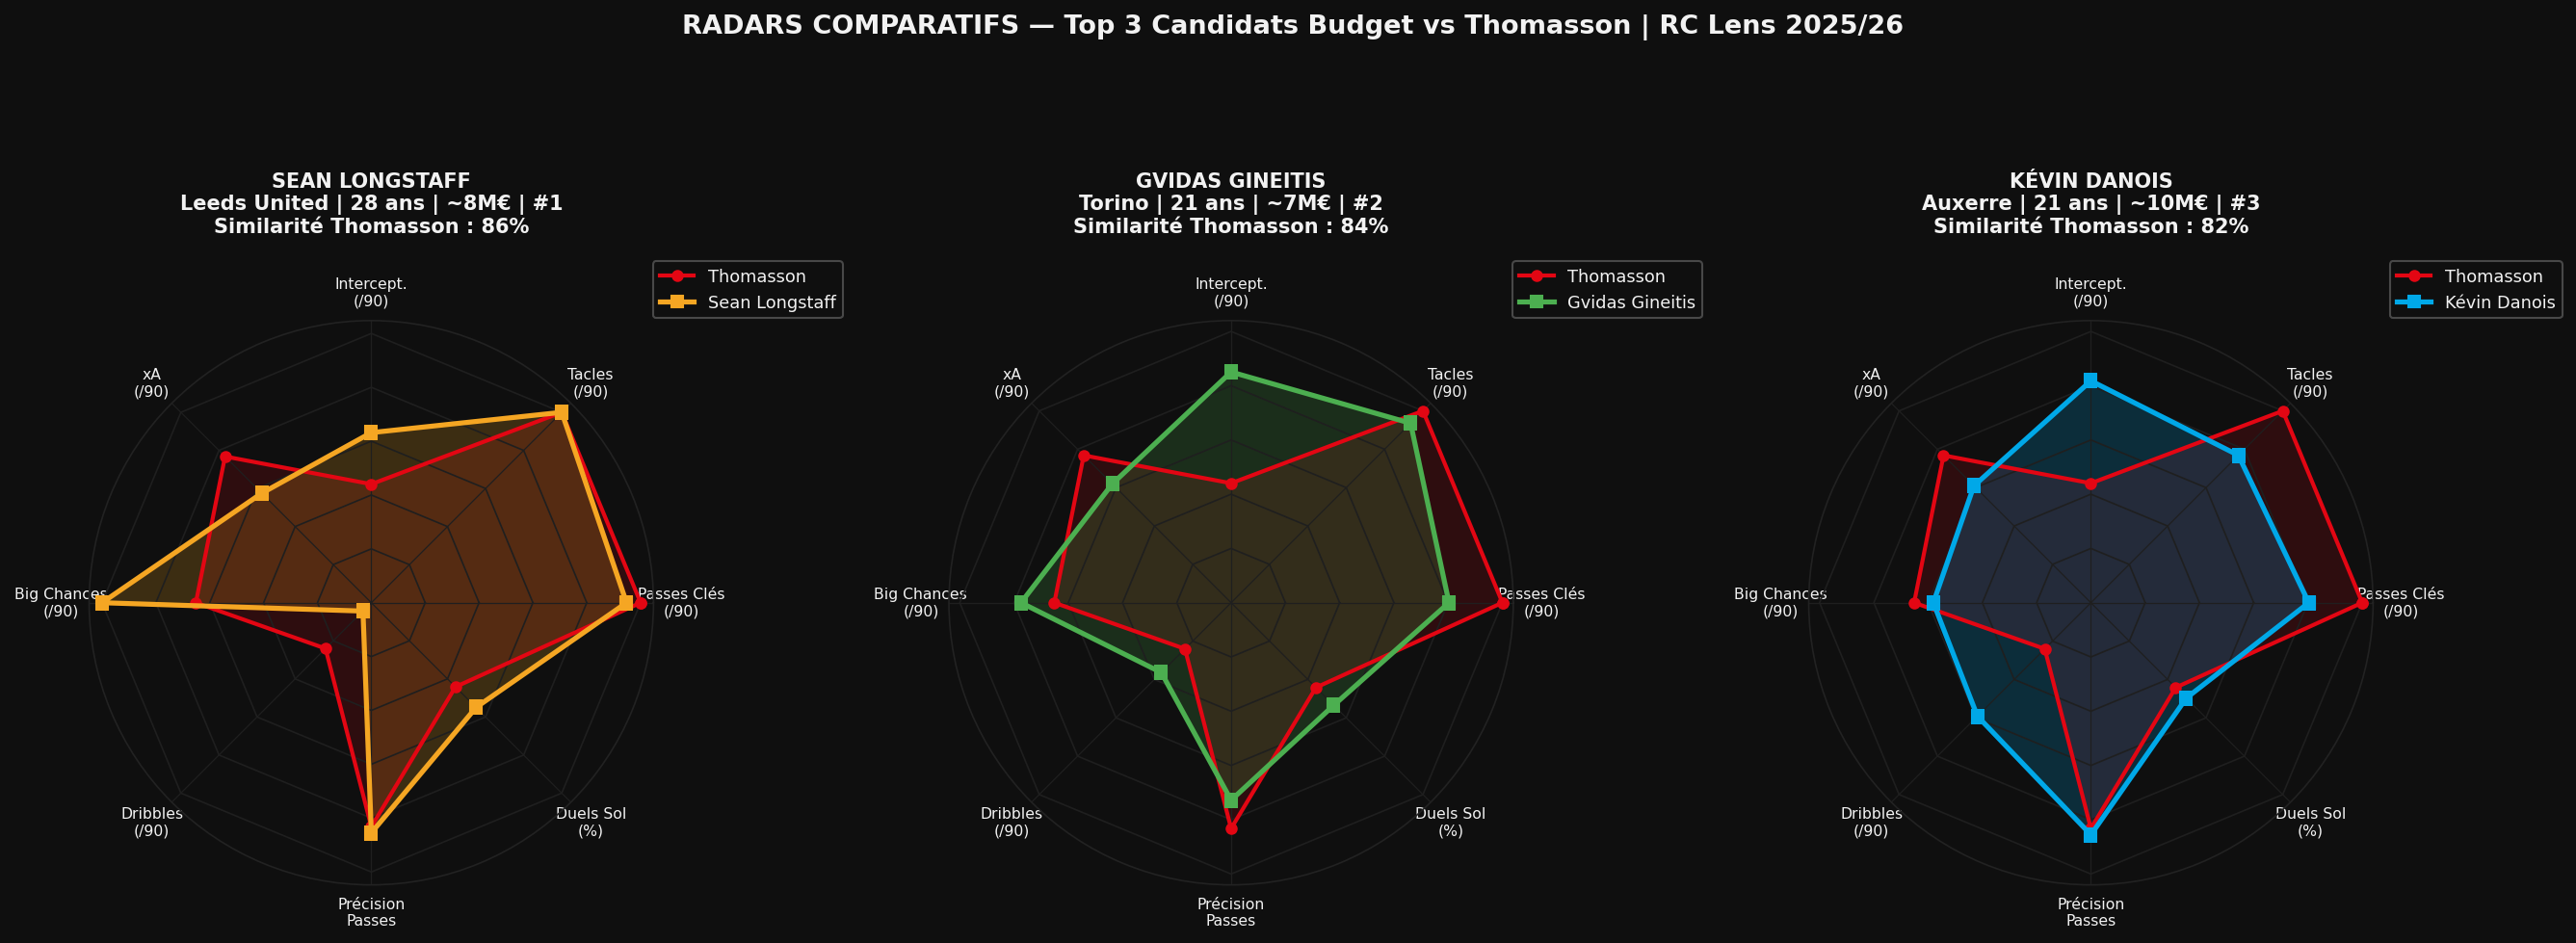 RADARS COMPARATIFS — Top 3 Candidats Budget vs Thomasson | RC Lens 2025/26
SEAN LONGSTAFF
Leeds United | 28 ans | ~8M€ | #1
Similarité Thomasson : 86%
Thomasson
Sean Longstaff
Intercept.
(/90)
xA
(/90)
Tacles
(/90)
Big Chances
(/90)
Passes Clés
(/90)
Dribbles
(/90)
Duels Sol
(%)
Précision
Passes
GVIDAS GINEITIS
Torino | 21 ans | ~7M€ | #2
Similarité Thomasson : 84%
Thomasson
Gvidas Gineitis
Intercept.
(/90)
xA
(/90)
Tacles
(/90)
Big Chances
(/90)
Passes Clés
(/90)
Dribbles
(/90)
Duels Sol
(%)
Précision
Passes
KÉVIN DANOIS
Auxerre | 21 ans | ~10M€ | #3
Similarité Thomasson : 82%
Thomasson
Kévin Danois
Intercept.
(/90)
xA
(/90)
Tacles
(/90)
Big Chances
(/90)
Passes Clés
(/90)
Dribbles
(/90)
Duels Sol
(%)
Précision
Passes